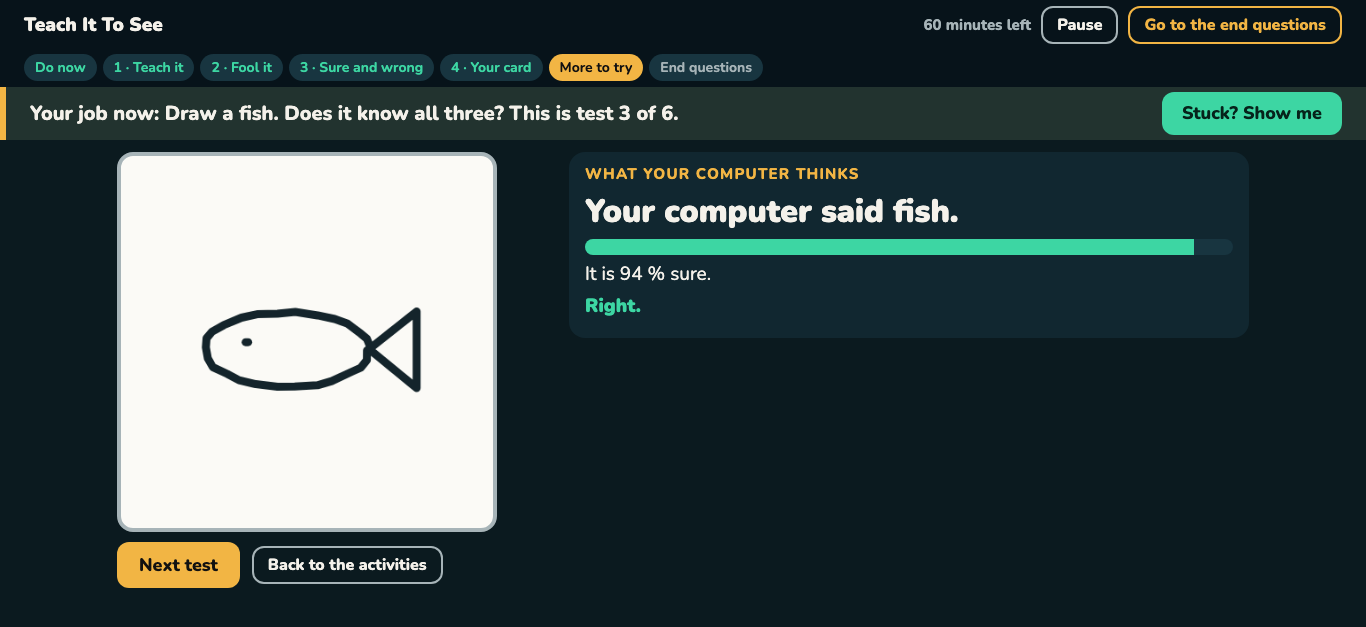 Teach It To See
60 minutes left
Pause
Go to the end questions
Do now
1 · Teach it
2 · Fool it
3 · Sure and wrong
4 · Your card
More to try
End questions
Your job now: Draw a fish. Does it know all three? This is test 3 of 6.
Stuck? Show me
WHAT YOUR COMPUTER THINKS
Your computer said fish.
It is 94 % sure.
Right.
Next test
Back to the activities